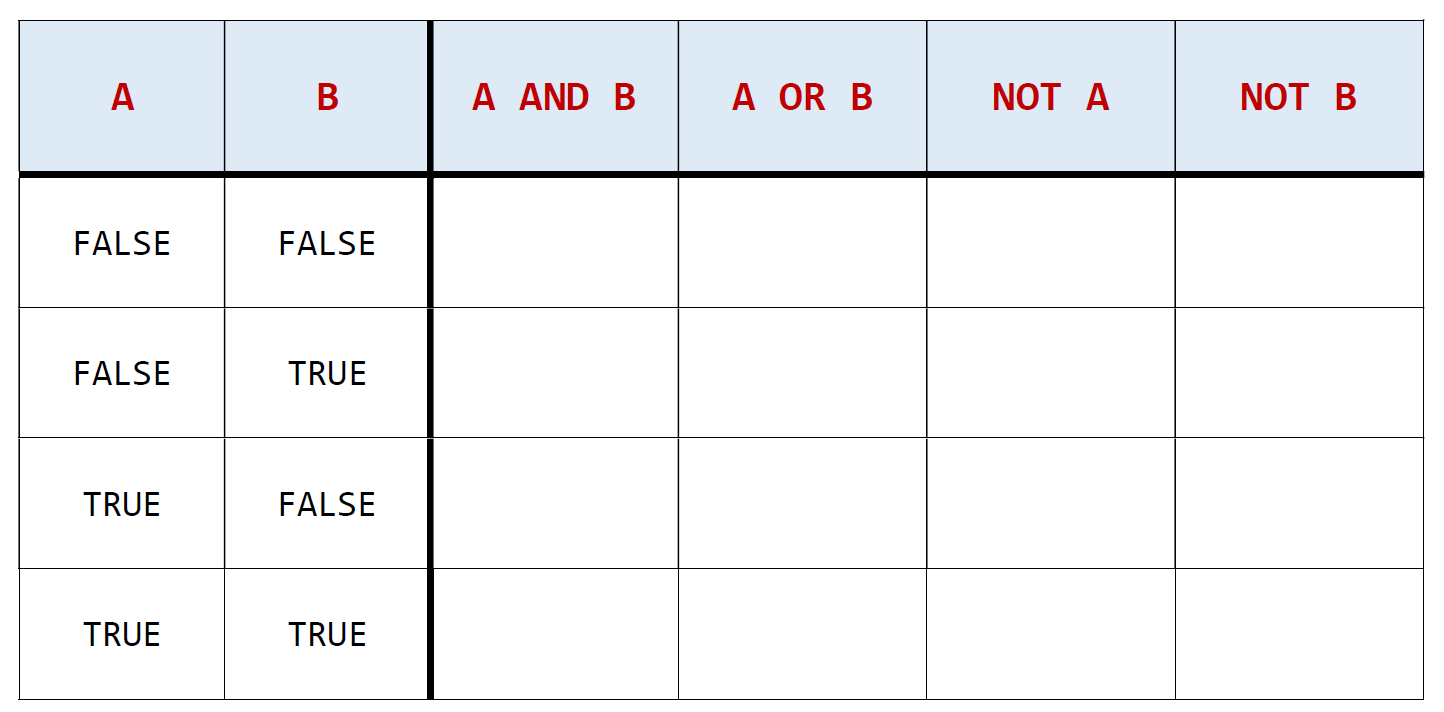 A B A AND B A OR B NOT A NOT B
FALSE FALSE
FALSE TRUE
TRUE FALSE
TRUE TRUE